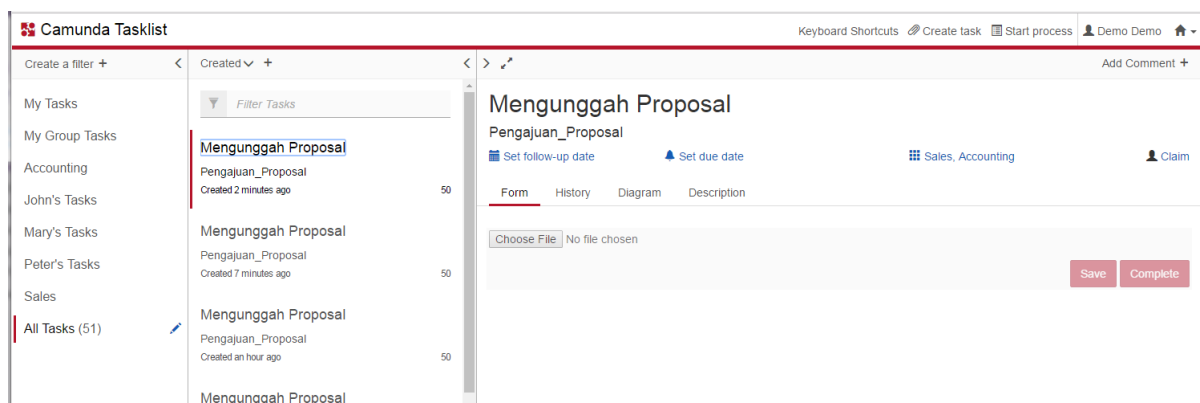 Camunda Tasklist
Keyboard Shortcuts Create task Start process Demo Demo
Create a filter +
Created +
Add Comment +
My Tasks
My Group Tasks
Accounting
John's Tasks
Mary's Tasks
Peter's Tasks
Sales
All Tasks (51)
Filter Tasks
Mengunggah Proposal
Pengajuan_Proposal
Created 2 minutes ago 50
Mengunggah Proposal
Pengajuan_Proposal
Created 7 minutes ago 50
Mengunggah Proposal
Pengajuan_Proposal
Created an hour ago 50
Mengunggah Proposal
Mengunggah Proposal
Pengajuan_Proposal
Set follow-up date Set due date Sales, Accounting Claim
Form History Diagram Description
Choose File No file chosen
Save Complete